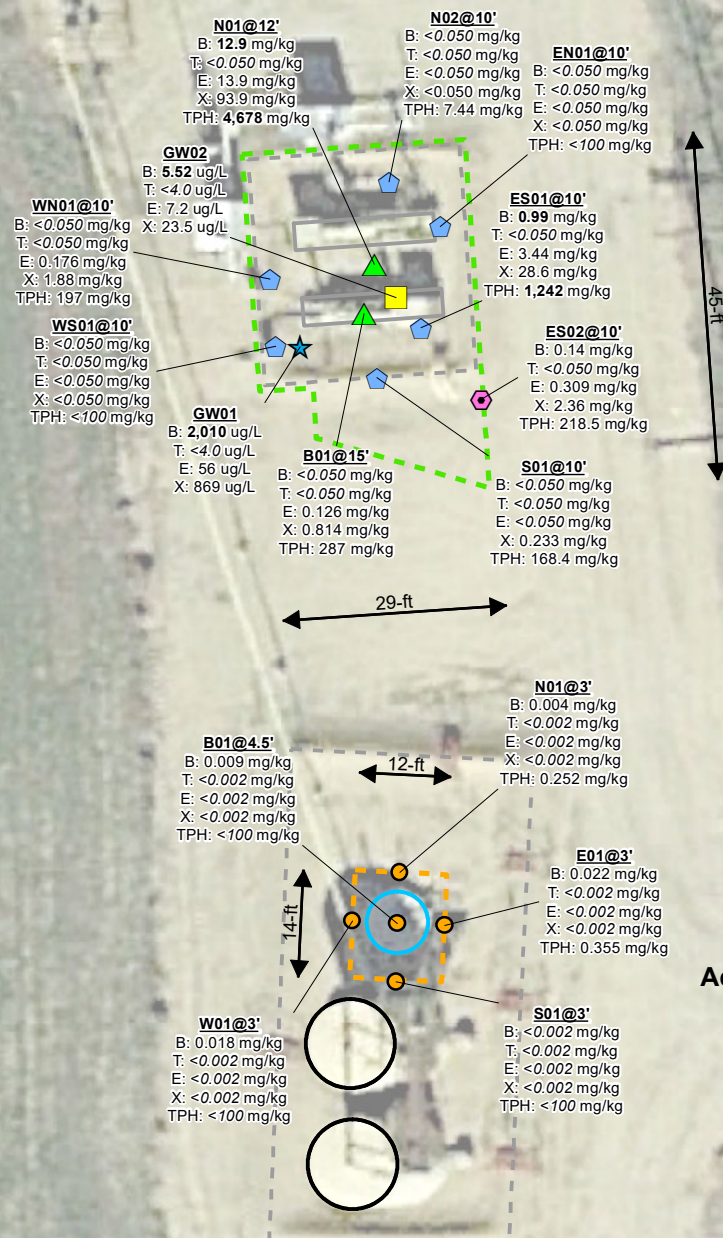 N01@12'
B: 12.9 mg/kg
T: <0.050 mg/kg
E: 13.9 mg/kg
X: 93.9 mg/kg
TPH: 4,678 mg/kg
N02@10'
B: <0.050 mg/kg
T: <0.050 mg/kg
E: <0.050 mg/kg
X: <0.050 mg/kg
TPH: 7.44 mg/kg
EN01@10'
B: <0.050 mg/kg
T: <0.050 mg/kg
E: <0.050 mg/kg
X: <0.050 mg/kg
TPH: <100 mg/kg
GW02
B: 5.52 ug/L
T: <4.0 ug/L
E: 7.2 ug/L
X: 23.5 ug/L
WN01@10'
B: <0.050 mg/kg
T: <0.050 mg/kg
E: 0.176 mg/kg
X: 1.88 mg/kg
TPH: 197 mg/kg
ES01@10'
B: 0.99 mg/kg
T: <0.050 mg/kg
E: 3.44 mg/kg
X: 28.6 mg/kg
TPH: 1,242 mg/kg
45-ft
WS01@10'
B: <0.050 mg/kg
T: <0.050 mg/kg
E: <0.050 mg/kg
X: <0.050 mg/kg
TPH: <100 mg/kg
ES02@10'
B: 0.14 mg/kg
T: <0.050 mg/kg
E: 0.309 mg/kg
X: 2.36 mg/kg
TPH: 218.5 mg/kg
GW01
B: 2,010 ug/L
T: <4.0 ug/L
E: 56 ug/L
X: 869 ug/L
B01@15'
B: <0.050 mg/kg
T: <0.050 mg/kg
E: 0.126 mg/kg
X: 0.814 mg/kg
TPH: 287 mg/kg
S01@10'
B: <0.050 mg/kg
T: <0.050 mg/kg
E: <0.050 mg/kg
X: 0.233 mg/kg
TPH: 168.4 mg/kg
29-ft
N01@3'
B: 0.004 mg/kg
T: <0.002 mg/kg
E: <0.002 mg/kg
X: <0.002 mg/kg
TPH: 0.252 mg/kg
B01@4.5'
B: 0.009 mg/kg
T: <0.002 mg/kg
E: <0.002 mg/kg
X: <0.002 mg/kg
TPH: <100 mg/kg
12-ft
E01@3'
B: 0.022 mg/kg
T: <0.002 mg/kg
E: <0.002 mg/kg
X: <0.002 mg/kg
TPH: 0.355 mg/kg
14-ft
W01@3'
B: 0.018 mg/kg
T: <0.002 mg/kg
E: <0.002 mg/kg
X: <0.002 mg/kg
TPH: <100 mg/kg
S01@3'
B: <0.002 mg/kg
T: <0.002 mg/kg
E: <0.002 mg/kg
X: <0.002 mg/kg
TPH: <100 mg/kg